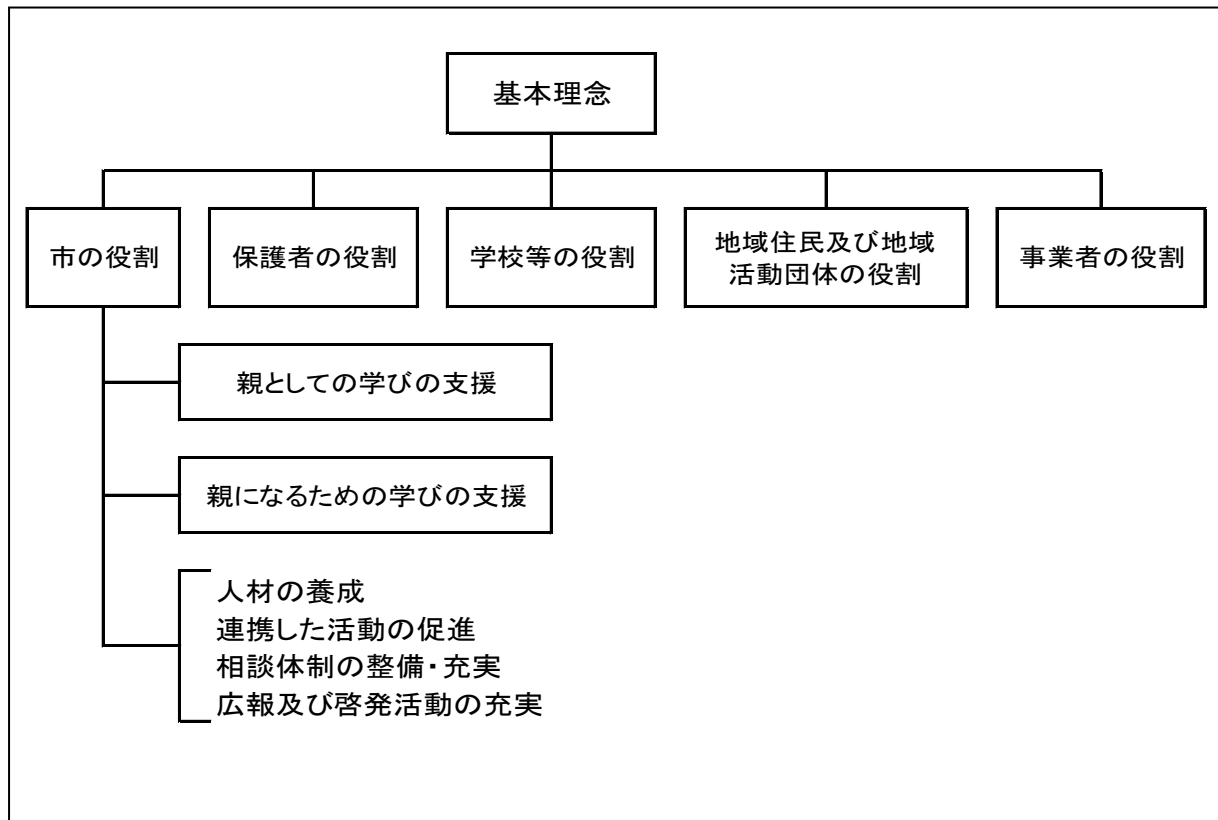 基本理念
市の役割
保護者の役割
学校等の役割
地域住民及び地域
活動団体の役割
事業者の役割
親としての学びの支援
親になるための学びの支援
人材の養成
連携した活動の促進
相談体制の整備・充実
広報及び啓発活動の充実